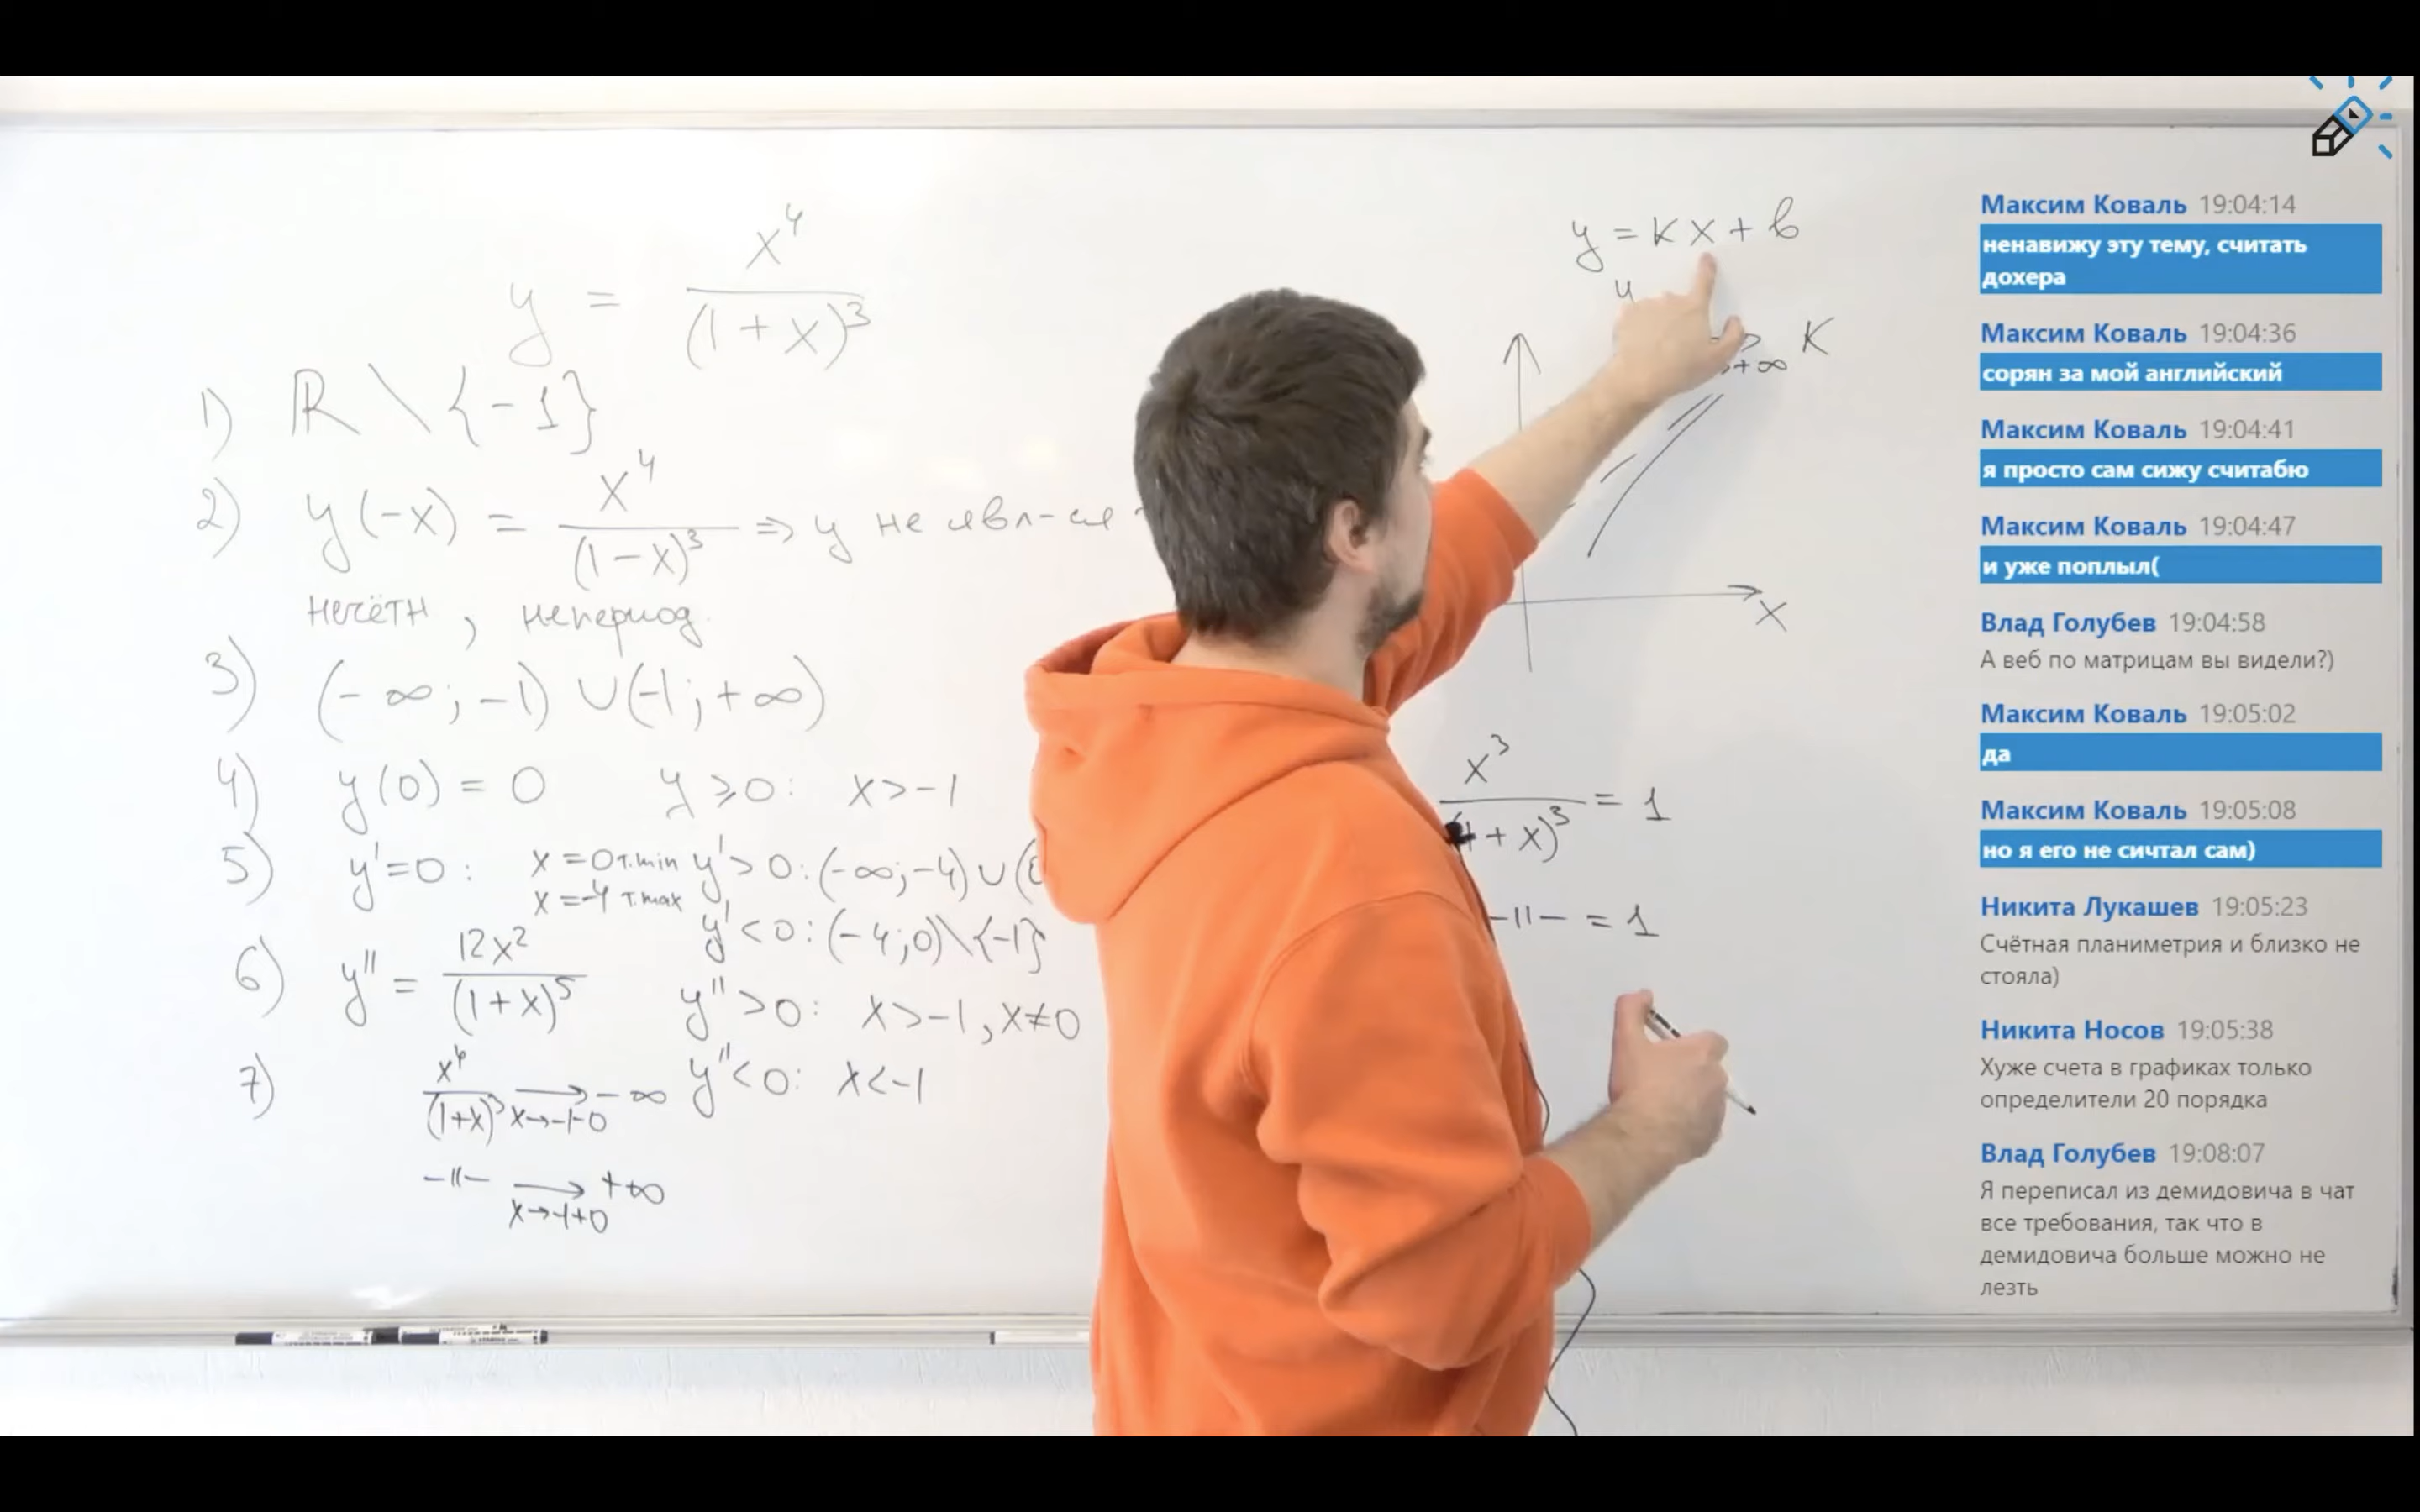 y = x⁴ / (1 + x)³
1) ℝ \ {-1}
2) y(-x) = x⁴ / (1 - x)³ ⇒ y не явл-ся
нечётн, непериод.
3) (-∞; -1) ∪ (-1; +∞)
4) y(0) = 0 y ⩾ 0: x > -1
5) y' = 0: x = 0 т. min y' > 0: (-∞; -4) ∪ (
x = -4 т. max y' < 0: (-4; 0) \ {-1}
6) y'' = 12x² / (1 + x)⁵ y'' > 0: x > -1, x ≠ 0
y'' < 0: x < -1
7) x⁴ / (1+x)³ → -∞ x→-1-0
-||- → +∞ x→-1+0
y = kx + b
y
→+∞ K
x
x³ / (1 + x)³ = 1
-||- = 1
Максим Коваль 19:04:14
ненавижу эту тему, считать
дохера
Максим Коваль 19:04:36
сорян за мой английский
Максим Коваль 19:04:41
я просто сам сижу считабю
Максим Коваль 19:04:47
и уже поплыл(
Влад Голубев 19:04:58
А веб по матрицам вы видели?)
Максим Коваль 19:05:02
да
Максим Коваль 19:05:08
но я его не сичтал сам)
Никита Лукашев 19:05:23
Счётная планиметрия и близко не
стояла)
Никита Носов 19:05:38
Хуже счета в графиках только
определители 20 порядка
Влад Голубев 19:08:07
Я переписал из демидовича в чат
все требования, так что в
демидовича больше можно не
лезть